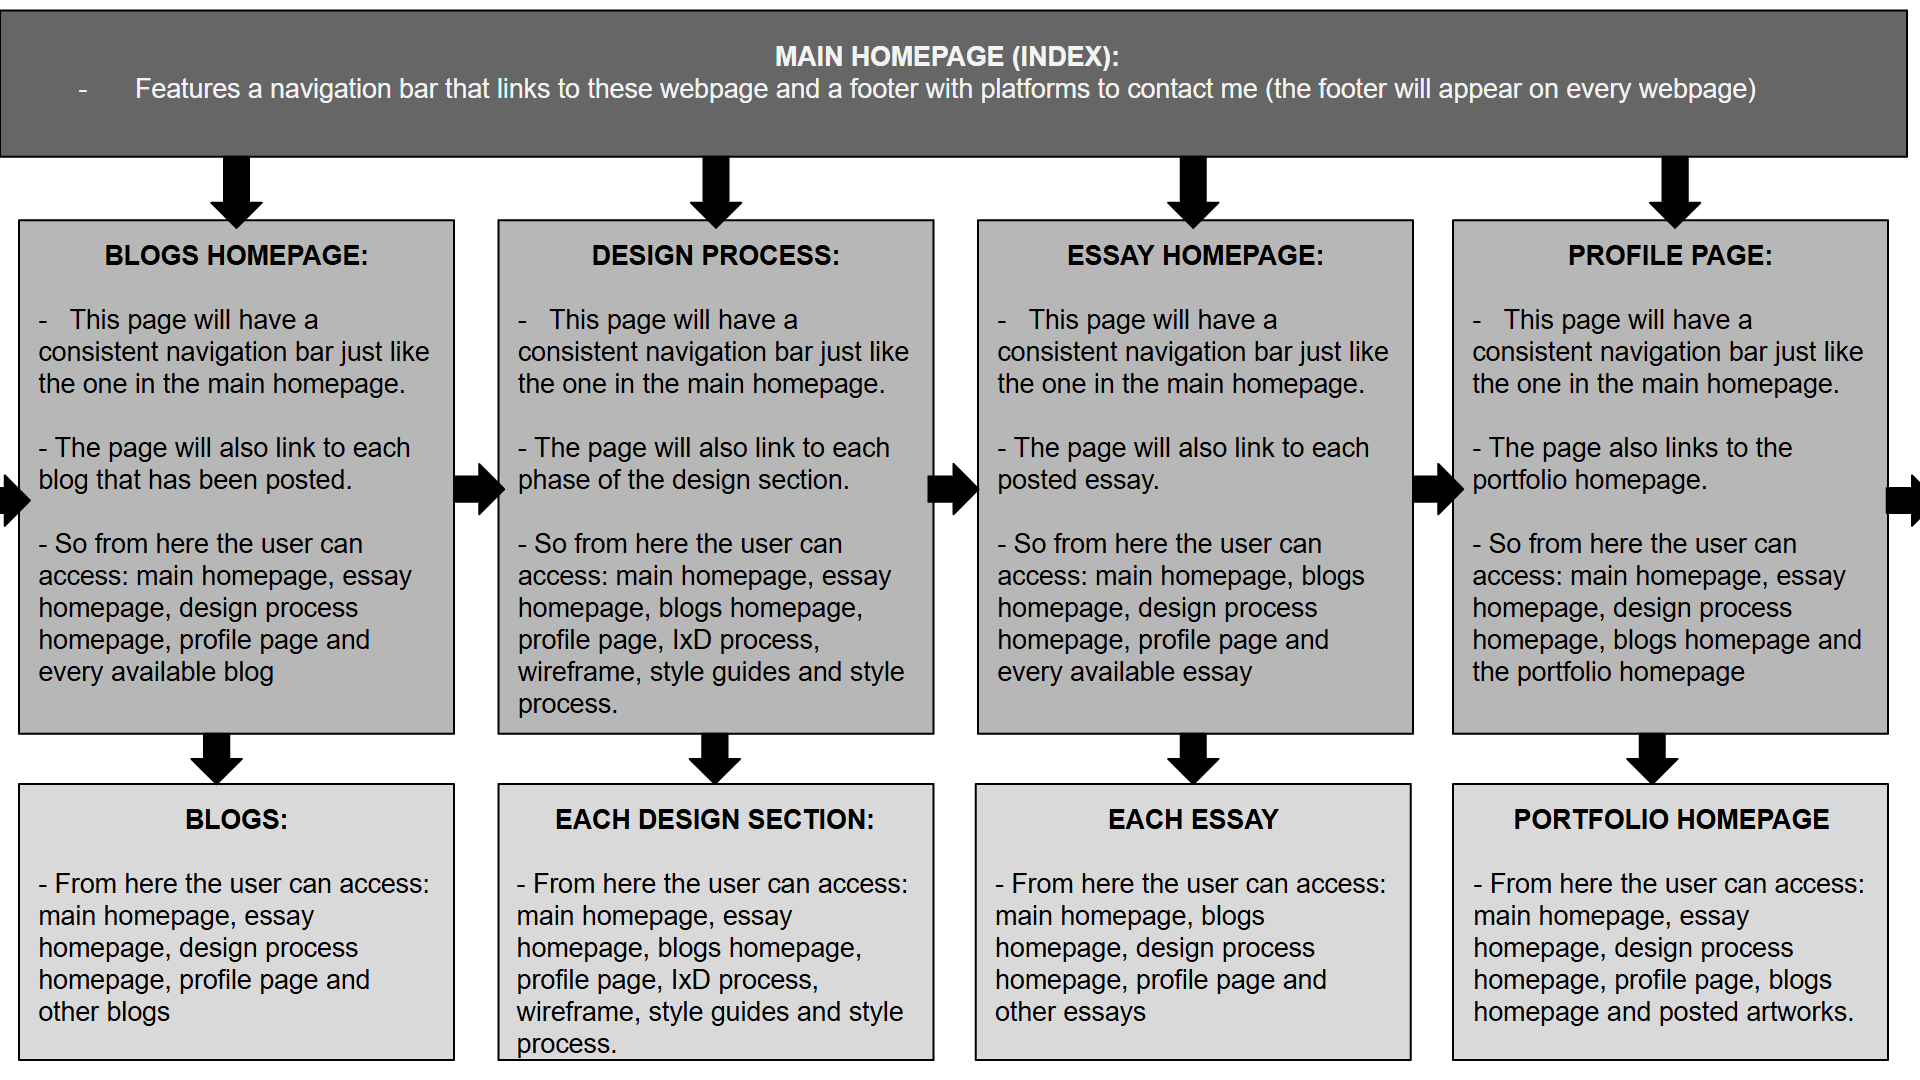 MAIN HOMEPAGE (INDEX):
- Features a navigation bar that links to these webpage and a footer with platforms to contact me (the footer will appear on every webpage)
BLOGS HOMEPAGE:
- This page will have a
consistent navigation bar just like
the one in the main homepage.
- The page will also link to each
blog that has been posted.
- So from here the user can
access: main homepage, essay
homepage, design process
homepage, profile page and
every available blog
DESIGN PROCESS:
- This page will have a
consistent navigation bar just like
the one in the main homepage.
- The page will also link to each
phase of the design section.
- So from here the user can
access: main homepage, essay
homepage, blogs homepage,
profile page, IxD process,
wireframe, style guides and style
process.
ESSAY HOMEPAGE:
- This page will have a
consistent navigation bar just like
the one in the main homepage.
- The page will also link to each
posted essay.
- So from here the user can
access: main homepage, blogs
homepage, design process
homepage, profile page and
every available essay
PROFILE PAGE:
- This page will have a
consistent navigation bar just like
the one in the main homepage.
- The page also links to the
portfolio homepage.
- So from here the user can
access: main homepage, essay
homepage, design process
homepage, blogs homepage and
the portfolio homepage
BLOGS:
- From here the user can access:
main homepage, essay
homepage, design process
homepage, profile page and
other blogs
EACH DESIGN SECTION:
- From here the user can access:
main homepage, essay
homepage, blogs homepage,
profile page, IxD process,
wireframe, style guides and style
process.
EACH ESSAY
- From here the user can access:
main homepage, blogs
homepage, design process
homepage, profile page and
other essays
PORTFOLIO HOMEPAGE
- From here the user can access:
main homepage, essay
homepage, design process
homepage, profile page, blogs
homepage and posted artworks.